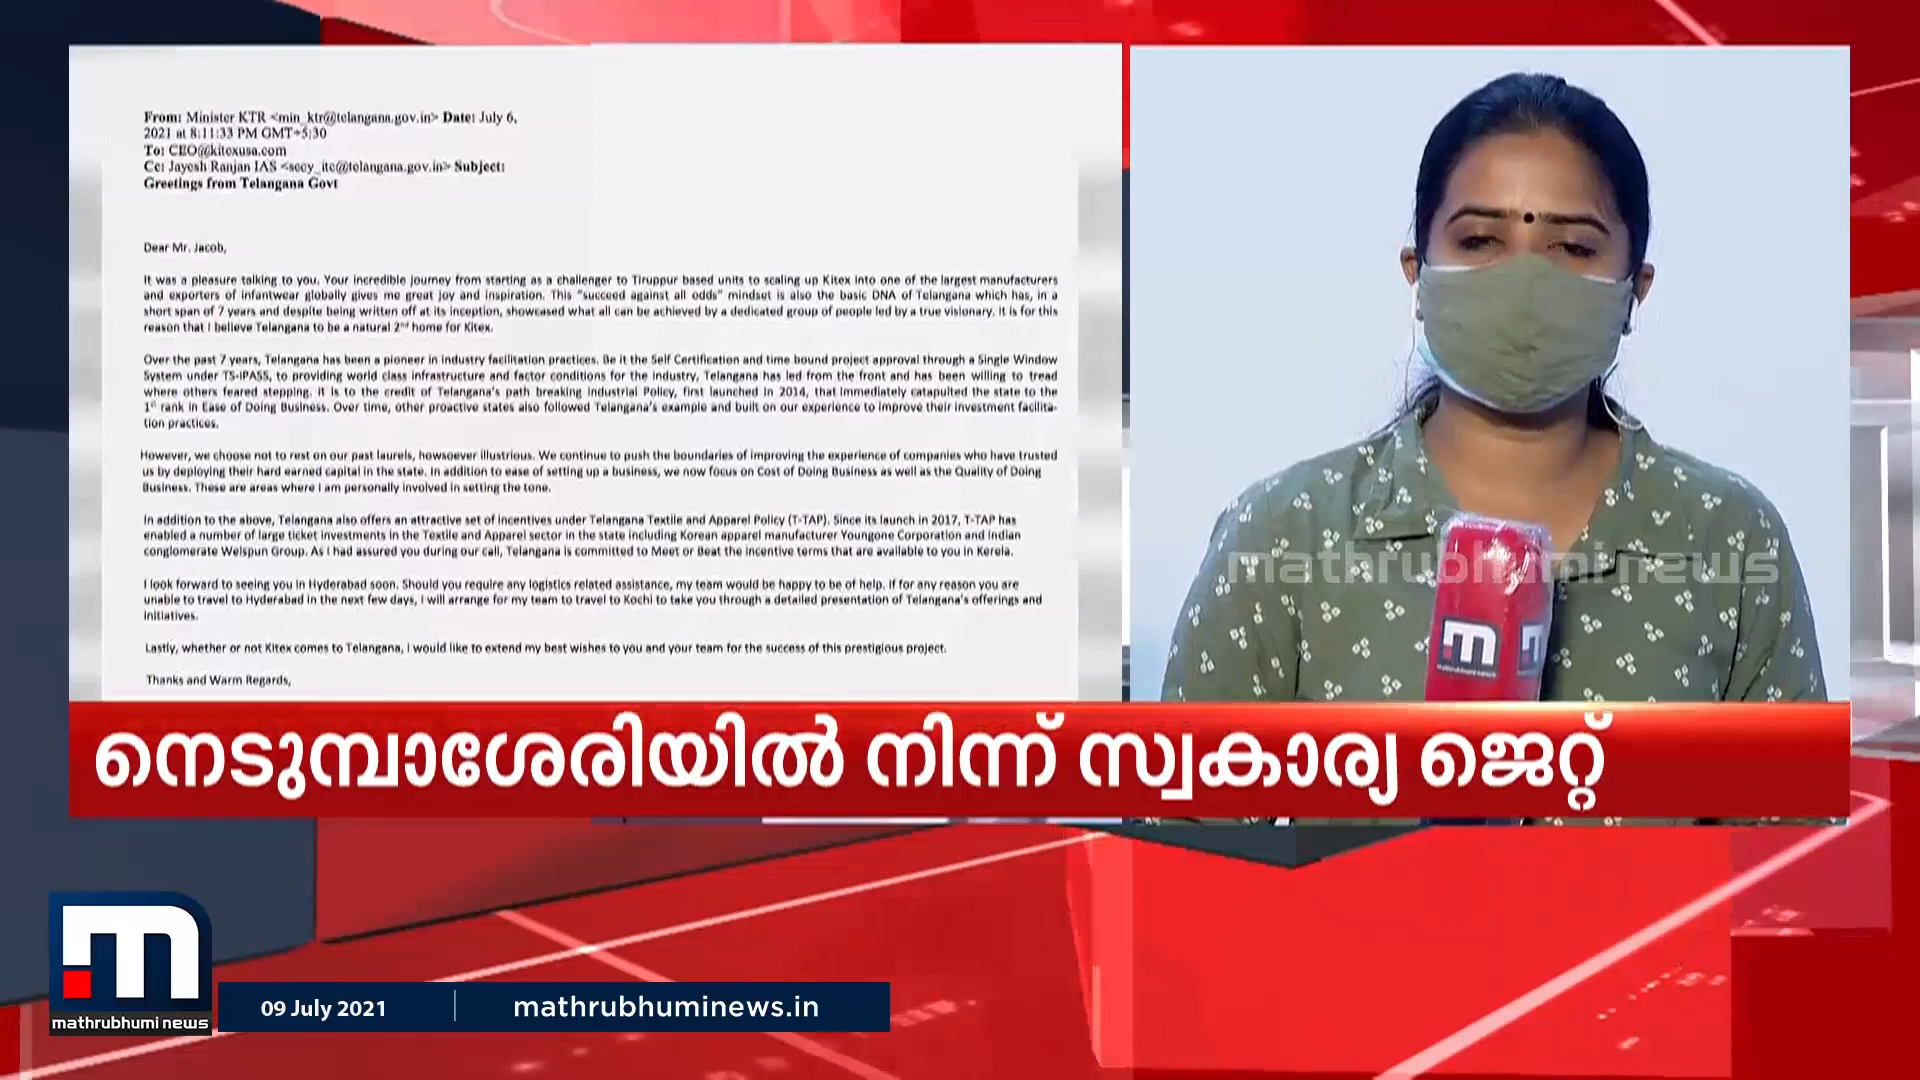 From: Minister KTR <min_ktr@telangana.gov.in> Date: July 6,
2021 at 8:11:33 PM GMT+5:30
To: CEO@kitexusa.com
Cc: Jayesh Ranjan IAS <secy_itc@telangana.gov.in> Subject:
Greetings from Telangana Govt
Dear Mr. Jacob,
It was a pleasure talking to you. Your incredible journey from starting as a challenger to Tiruppur based units to scaling up Kitex into one of the largest manufacturers
and exporters of infantwear globally gives me great joy and inspiration. This "succeed against all odds" mindset is also the basic DNA of Telangana which has, in a
short span of 7 years and despite being written off at its inception, showcased what all can be achieved by a dedicated group of people led by a true visionary. It is for this
reason that I believe Telangana to be a natural 2nd home for Kitex.
Over the past 7 years, Telangana has been a pioneer in industry facilitation practices. Be it the Self Certification and time bound project approval through a Single Window
System under TS-iPASS, to providing world class infrastructure and factor conditions for the industry, Telangana has led from the front and has been willing to tread
where others feared stepping. It is to the credit of Telangana's path breaking Industrial Policy, first launched in 2014, that immediately catapulted the state to the
1st rank in Ease of Doing Business. Over time, other proactive states also followed Telangana's example and built on our experience to improve their investment facilita-
tion practices.
However, we choose not to rest on our past laurels, howsoever illustrious. We continue to push the boundaries of improving the experience of companies who have trusted
us by deploying their hard earned capital in the state. In addition to ease of setting up a business, we now focus on Cost of Doing Business as well as the Quality of Doing
Business. These are areas where I am personally involved in setting the tone.
In addition to the above, Telangana also offers an attractive set of incentives under Telangana Textile and Apparel Policy (T-TAP). Since its launch in 2017, T-TAP has
enabled a number of large ticket investments in the Textile and Apparel sector in the state including Korean apparel manufacturer Youngone Corporation and Indian
conglomerate Welspun Group. As I had assured you during our call, Telangana is committed to Meet or Beat the incentive terms that are available to you in Kerela.
I look forward to seeing you in Hyderabad soon. Should you require any logistics related assistance, my team would be happy to be of help. If for any reason you are
unable to travel to Hyderabad in the next few days, I will arrange for my team to travel to Kochi to take you through a detailed presentation of Telangana's offerings and
initiatives.
Lastly, whether or not Kitex comes to Telangana, I would like to extend my best wishes to you and your team for the success of this prestigious project.
Thanks and Warm Regards,
mathrubhumi news
m
mathrubhumi news
നെടുമ്പാശേരിയിൽ നിന്ന് സ്വകാര്യ ജെറ്റ്
m
mathrubhumi news
09 July 2021
mathrubhuminews.in